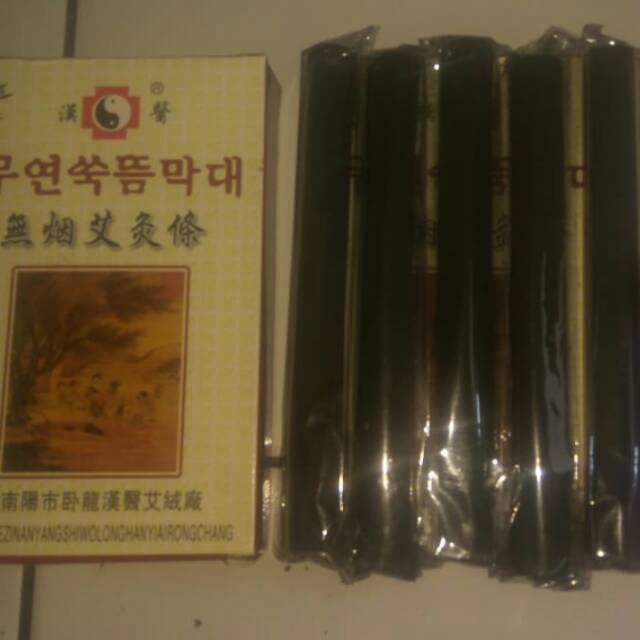 漢 醫 ®
무연쑥뜸막대
無烟艾灸條
南陽市卧龍漢醫艾絨廠
EZINANYANGSHIWOLONGHANYIAIRONGCHANG